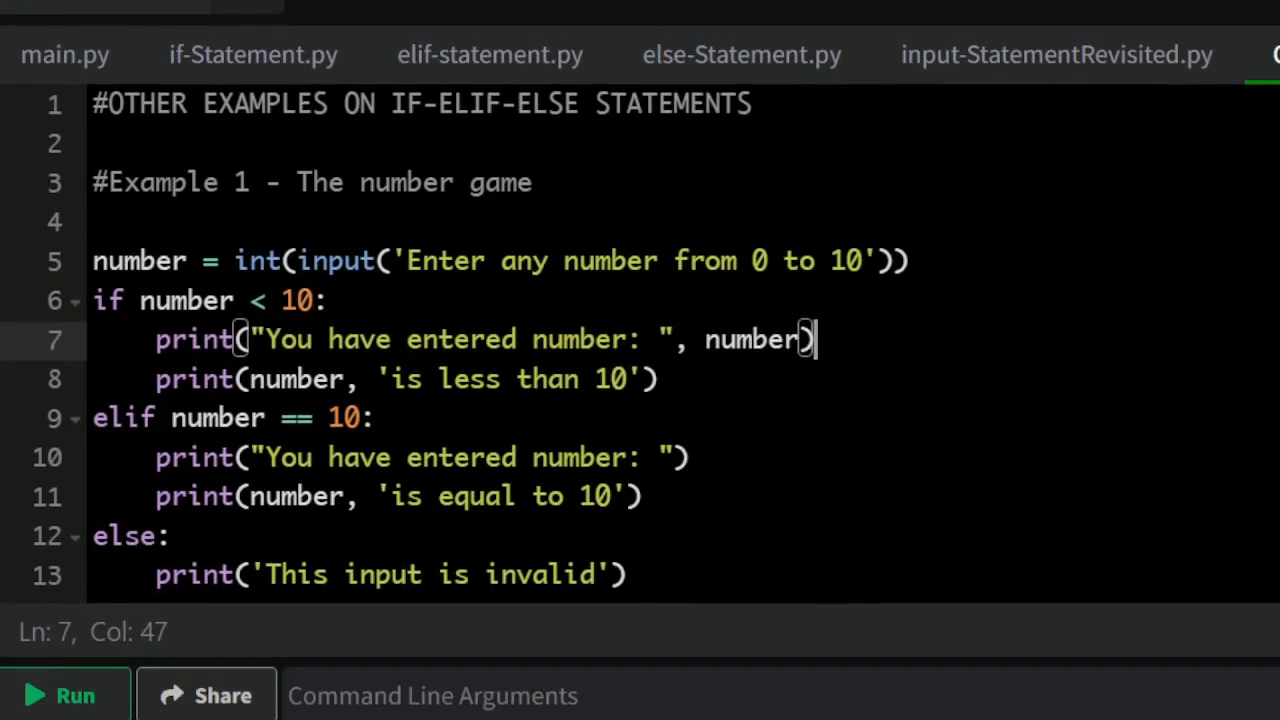 main.py if-Statement.py elif-statement.py else-Statement.py input-StatementRevisited.py
1 #OTHER EXAMPLES ON IF-ELIF-ELSE STATEMENTS
2
3 #Example 1 - The number game
4
5 number = int(input('Enter any number from 0 to 10'))
6 if number < 10:
7     print("You have entered number: ", number)
8     print(number, 'is less than 10')
9 elif number == 10:
10     print("You have entered number: ")
11     print(number, 'is equal to 10')
12 else:
13     print('This input is invalid')
Ln: 7, Col: 47
Run Share Command Line Arguments